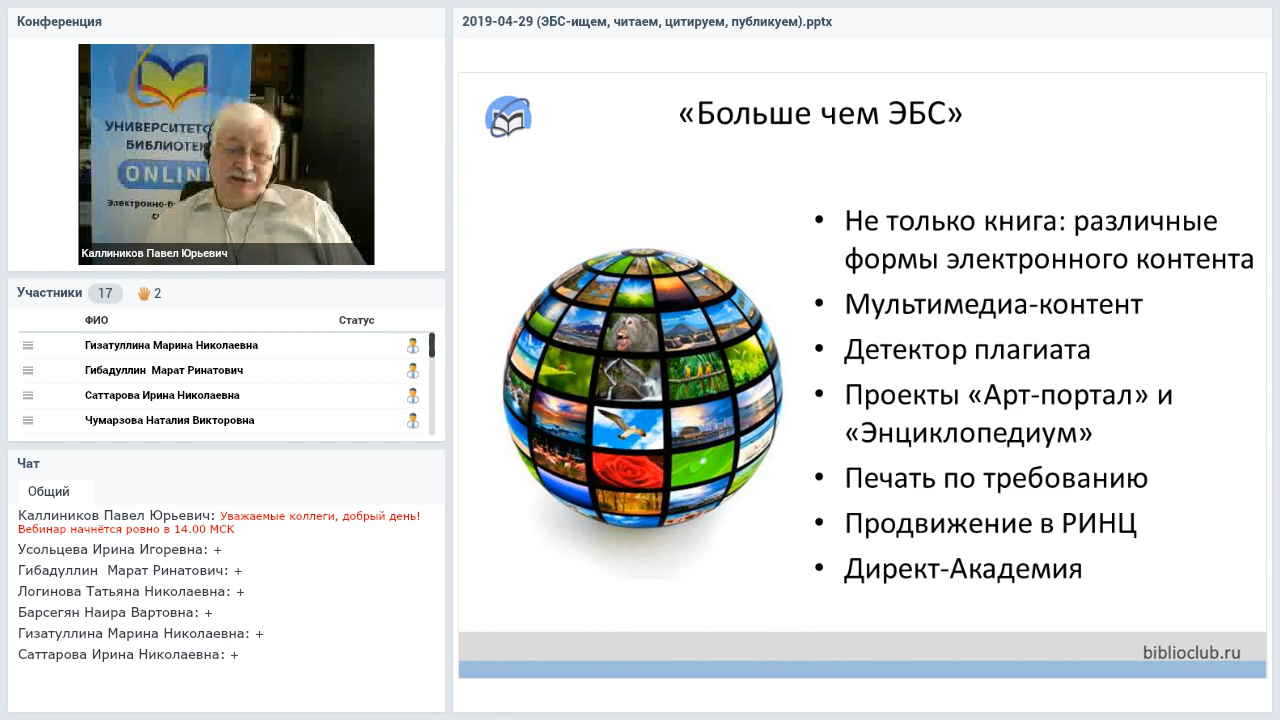 Конференция
УНИВЕРСИТЕТС
БИБЛИОТЕК
ONLIN
Электронно-б
Каллиников Павел Юрьевич
Участники 17 2
ФИО Статус
Гизатуллина Марина Николаевна
Гибадуллин Марат Ринатович
Саттарова Ирина Николаевна
Чумарзова Наталия Викторовна
Чат
Общий
Каллиников Павел Юрьевич: Уважаемые коллеги, добрый день!
Вебинар начнётся ровно в 14.00 МСК
Усольцева Ирина Игоревна: +
Гибадуллин Марат Ринатович: +
Логинова Татьяна Николаевна: +
Барсегян Наира Вартовна: +
Гизатуллина Марина Николаевна: +
Саттарова Ирина Николаевна: +
2019-04-29 (ЭБС-ищем, читаем, цитируем, публикуем).pptx
«Больше чем ЭБС»
• Не только книга: различные
формы электронного контента
• Мультимедиа-контент
• Детектор плагиата
• Проекты «Арт-портал» и
«Энциклопедиум»
• Печать по требованию
• Продвижение в РИНЦ
• Директ-Академия
biblioclub.ru